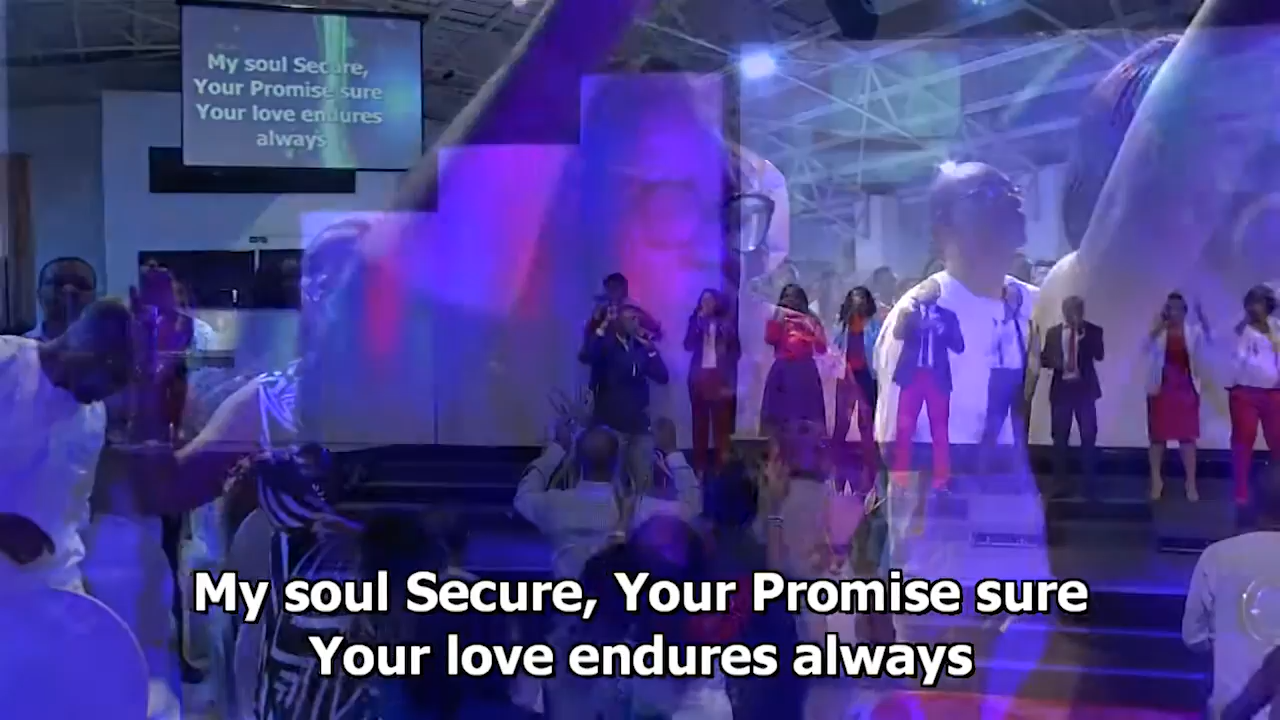 My soul Secure,
Your Promise sure
Your love endures
always
My soul Secure, Your Promise sure
Your love endures always